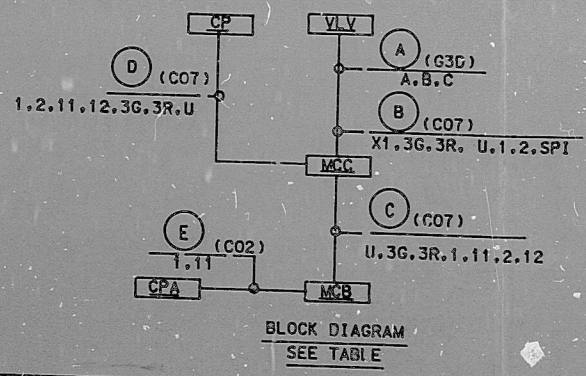 CP
VLV
A (G3D)
A,B,C
D (C07)
1,2,11,12,3G,3R,U
B (C07)
X1,3G,3R, U,1,2,SPI
MCC
C (C07)
U,3G,3R,1,11,2,12
E (C02)
1,11
CPA
MCB
BLOCK DIAGRAM
SEE TABLE